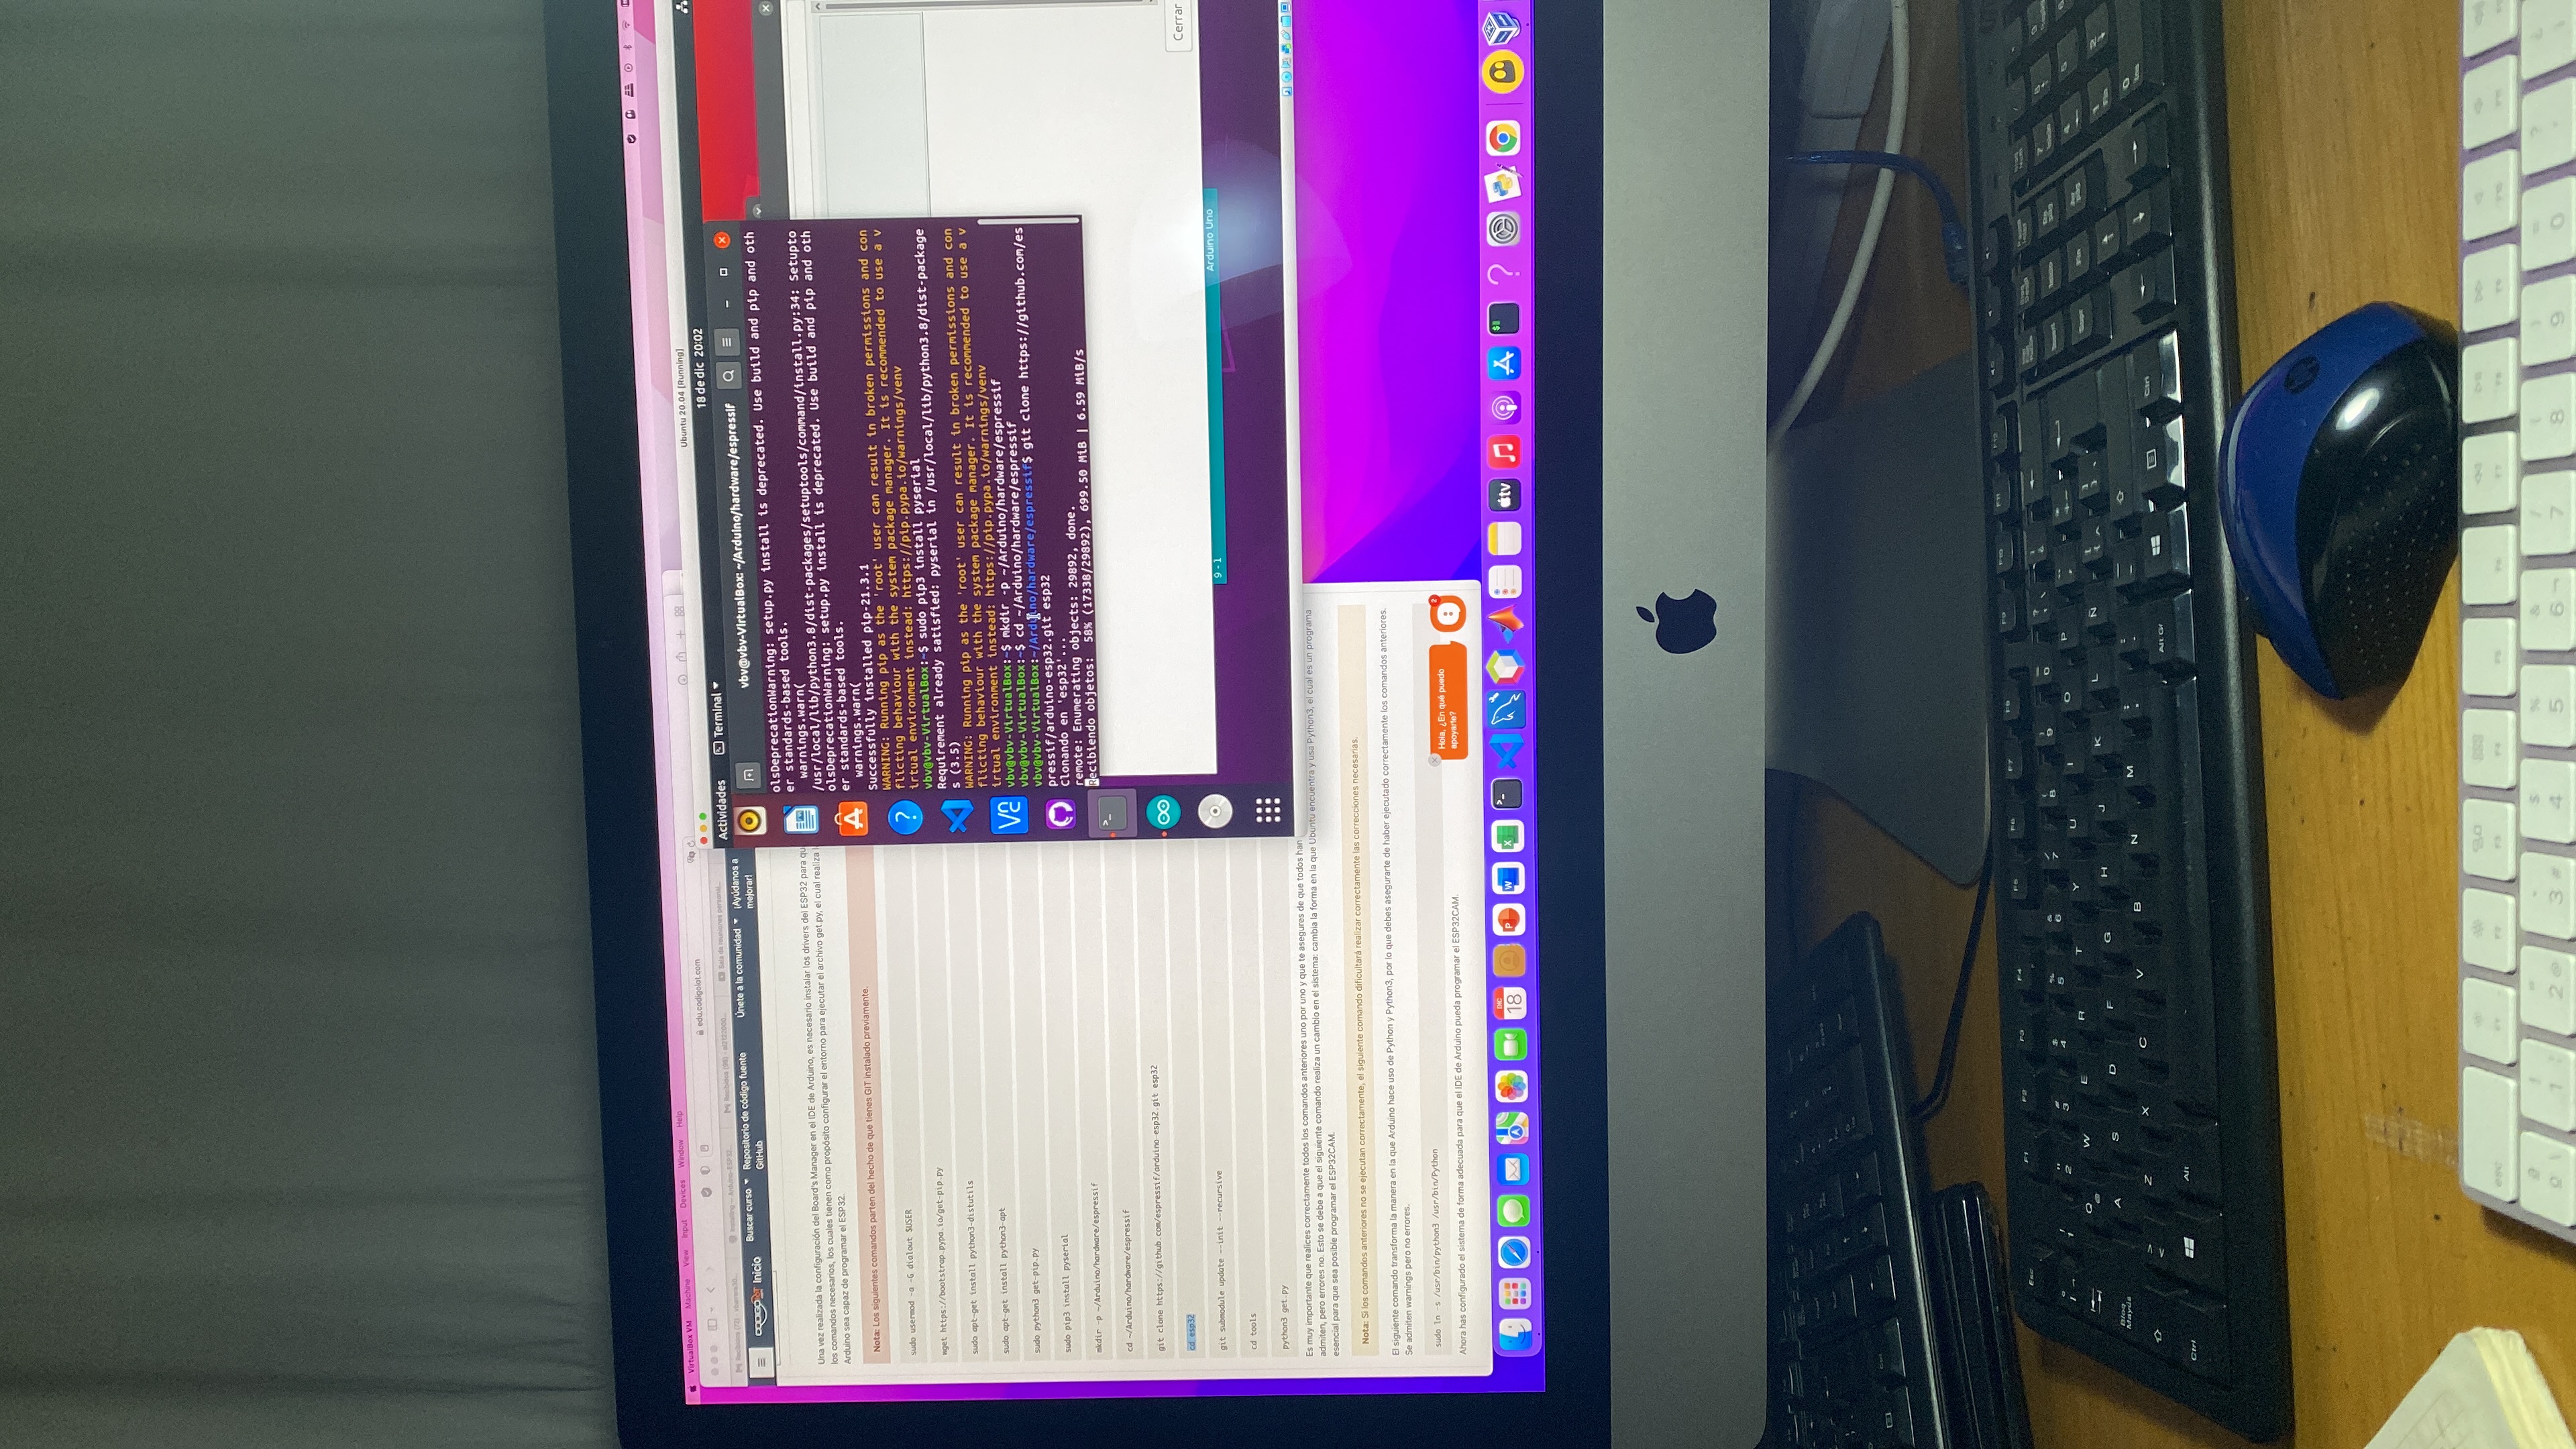 VirtualBox VM Machine View Input Devices Window Help
edu.codigoiot.com
Inicio
Buscar curso
Repositorio de código fuente
GitHub
Únete a la comunidad
¡Ayúdanos a
mejorar!
Una vez realizada la configuración del Board's Manager en el IDE de Arduino, es necesario instalar los drivers del ESP32 para
los comandos necesarios, los cuales tienen como propósito configurar el entorno para ejecutar el archivo get.py, el cual realiza
Arduino sea capaz de programar el ESP32.
Nota: Los siguientes comandos parten del hecho de que tienes GIT instalado previamente.
sudo usermod -a -G dialout $USER
wget https://bootstrap.pypa.io/get-pip.py
sudo apt-get install python3-distutils
sudo apt-get install python3-apt
sudo python3 get-pip.py
sudo pip3 install pyserial
mkdir -p ~/Arduino/hardware/espressif
cd ~/Arduino/hardware/espressif
git clone https://github.com/espressif/arduino-esp32.git esp32
cd esp32
git submodule update --init --recursive
cd tools
python3 get.py
Es muy importante que realices correctamente todos los comandos anteriores uno por uno y que te asegures de que todos han
admiten, pero errores no. Esto se debe a que el siguiente comando realiza un cambio en el sistema: cambia la forma en la que Ubuntu encuentra y usa Python3, el cual es un programa
esencial para que sea posible programar el ESP32CAM.
Nota: Si los comandos anteriores no se ejecutan correctamente, el siguiente comando dificultará realizar correctamente las correcciones necesarias.
El siguiente comando transforma la manera en la que Arduino hace uso de Python y Python3, por lo que debes asegurarte de haber ejecutado correctamente los comandos anteriores.
Se admiten warnings pero no errores.
sudo ln -s /usr/bin/python3 /usr/bin/Python
Ahora has configurado el sistema de forma adecuada para que el IDE de Arduino pueda programar el ESP32CAM.
Hola, ¿En qué puedo
apoyarte?
2
Ubuntu 20.04 [Running]
Actividades
Terminal
18 de dic 20:02
vbv@vbv-VirtualBox: ~/Arduino/hardware/espressif
olsDeprecationWarning: setup.py install is deprecated. Use build and pip and oth
er standards-based tools.
warnings.warn(
/usr/local/lib/python3.8/dist-packages/setuptools/command/install.py:34: Setupto
olsDeprecationWarning: setup.py install is deprecated. Use build and pip and oth
er standards-based tools.
warnings.warn(
Successfully installed pip-21.3.1
WARNING: Running pip as the 'root' user can result in broken permissions and con
flicting behaviour with the system package manager. It is recommended to use a v
irtual environment instead: https://pip.pypa.io/warnings/venv
vbv@vbv-VirtualBox:~$ sudo pip3 install pyserial
Requirement already satisfied: pyserial in /usr/local/lib/python3.8/dist-package
s (3.5)
WARNING: Running pip as the 'root' user can result in broken permissions and con
flicting behaviour with the system package manager. It is recommended to use a v
irtual environment instead: https://pip.pypa.io/warnings/venv
vbv@vbv-VirtualBox:~$ mkdir -p ~/Arduino/hardware/espressif
vbv@vbv-VirtualBox:~$ cd ~/Arduino/hardware/espressif
vbv@vbv-VirtualBox:~/Arduino/hardware/espressif$ git clone https://github.com/es
pressif/arduino-esp32.git esp32
Clonando en 'esp32'...
remote: Enumerating objects: 29892, done.
Recibiendo objetos: 58% (17338/29892), 699.50 MiB | 6.59 MiB/s
Cerrar
9 - 1
Arduino Uno
DIC
18
tv
Esc F1 F2 F3 F4 F5 F6 F7 F8
Q W E R T Y U I O P
A S D F G H J K L Ñ
Bloq
Mayús
Z X C V B N M
Ctrl Alt Alt Gr Ctrl
esc